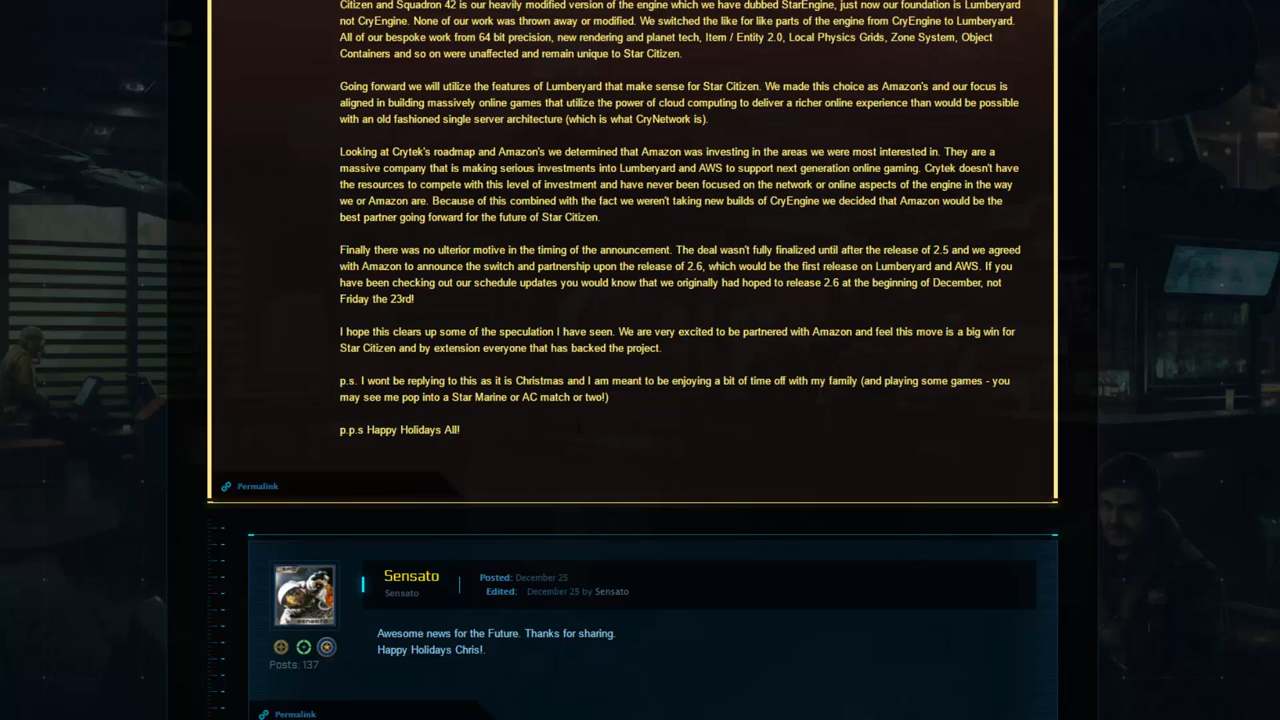 Citizen and Squadron 42 is our heavily modified version of the engine which we have dubbed StarEngine, just now our foundation is Lumberyard
not CryEngine. None of our work was thrown away or modified. We switched the like for like parts of the engine from CryEngine to Lumberyard.
All of our bespoke work from 64 bit precision, new rendering and planet tech, Item / Entity 2.0, Local Physics Grids, Zone System, Object
Containers and so on were unaffected and remain unique to Star Citizen.
Going forward we will utilize the features of Lumberyard that make sense for Star Citizen. We made this choice as Amazon's and our focus is
aligned in building massively online games that utilize the power of cloud computing to deliver a richer online experience than would be possible
with an old fashioned single server architecture (which is what CryNetwork is).
Looking at Crytek's roadmap and Amazon's we determined that Amazon was investing in the areas we were most interested in. They are a
massive company that is making serious investments into Lumberyard and AWS to support next generation online gaming. Crytek doesn't have
the resources to compete with this level of investment and have never been focused on the network or online aspects of the engine in the way
we or Amazon are. Because of this combined with the fact we weren't taking new builds of CryEngine we decided that Amazon would be the
best partner going forward for the future of Star Citizen.
Finally there was no ulterior motive in the timing of the announcement. The deal wasn't fully finalized until after the release of 2.5 and we agreed
with Amazon to announce the switch and partnership upon the release of 2.6, which would be the first release on Lumberyard and AWS. If you
have been checking out our schedule updates you would know that we originally had hoped to release 2.6 at the beginning of December, not
Friday the 23rd!
I hope this clears up some of the speculation I have seen. We are very excited to be partnered with Amazon and feel this move is a big win for
Star Citizen and by extension everyone that has backed the project.
p.s. I wont be replying to this as it is Christmas and I am meant to be enjoying a bit of time off with my family (and playing some games - you
may see me pop into a Star Marine or AC match or two!)
p.p.s Happy Holidays All!
Permalink
Sensato
Sensato
Posted: December 25
Edited: December 25 by Sensato
Awesome news for the Future. Thanks for sharing.
Happy Holidays Chris!.
Posts: 137
Permalink